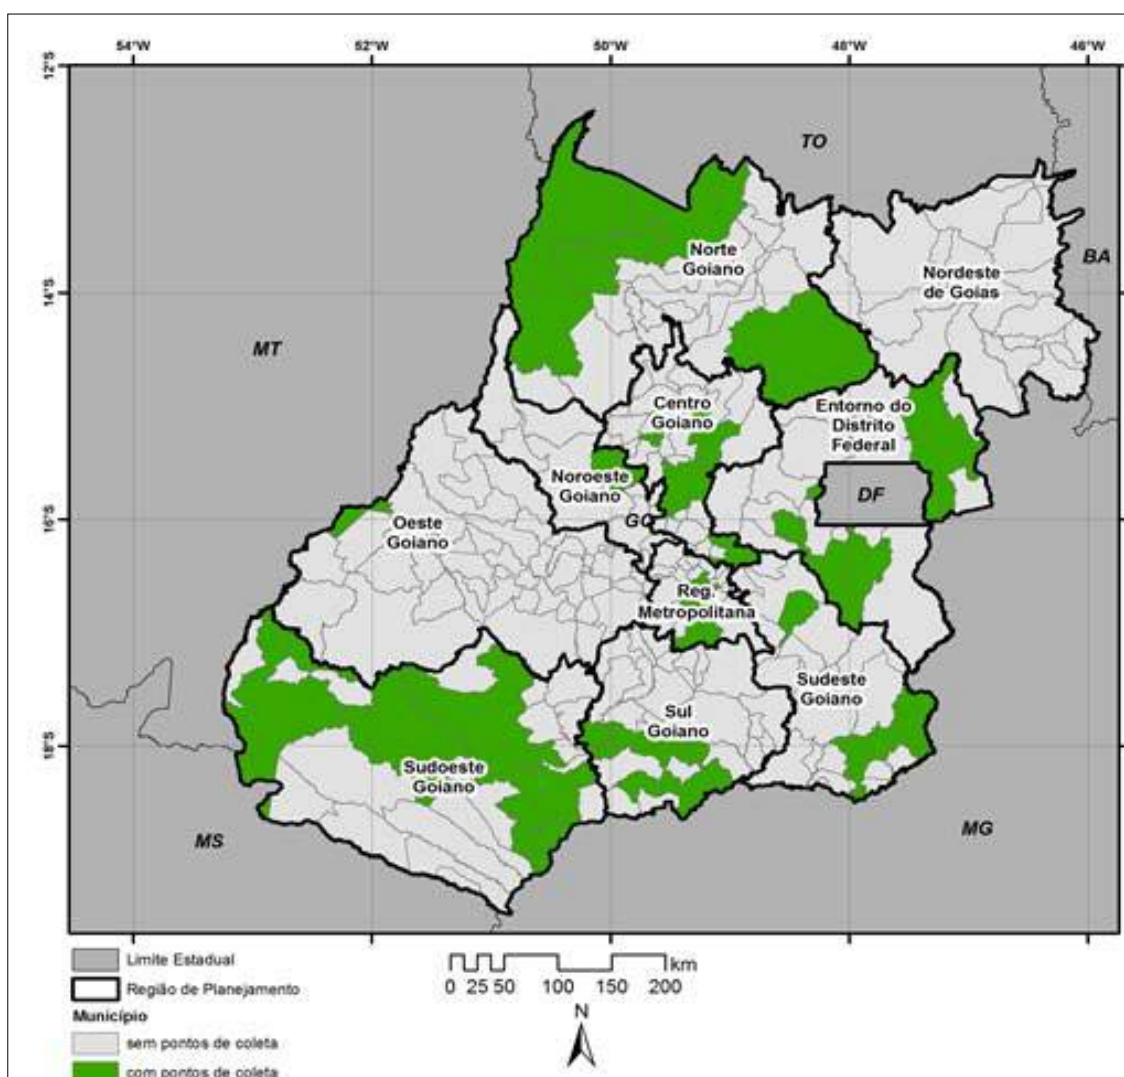 54°W 52°W 50°W 48°W 46°W
12°S
14°S
16°S
18°S
TO
BA
MT
Norte
Goiano
Nordeste
de Goias
Centro
Goiano
Entorno do
Distrito
Federal
Noroeste
Goiano
DF
GO
Oeste
Goiano
Reg.
Metropolitana
Sudeste
Goiano
Sul
Goiano
Sudoeste
Goiano
MS
MG
Limite Estadual
Região de Planejamento
Município
sem pontos de coleta
com pontos de coleta
km
0 25 50 100 150 200
N